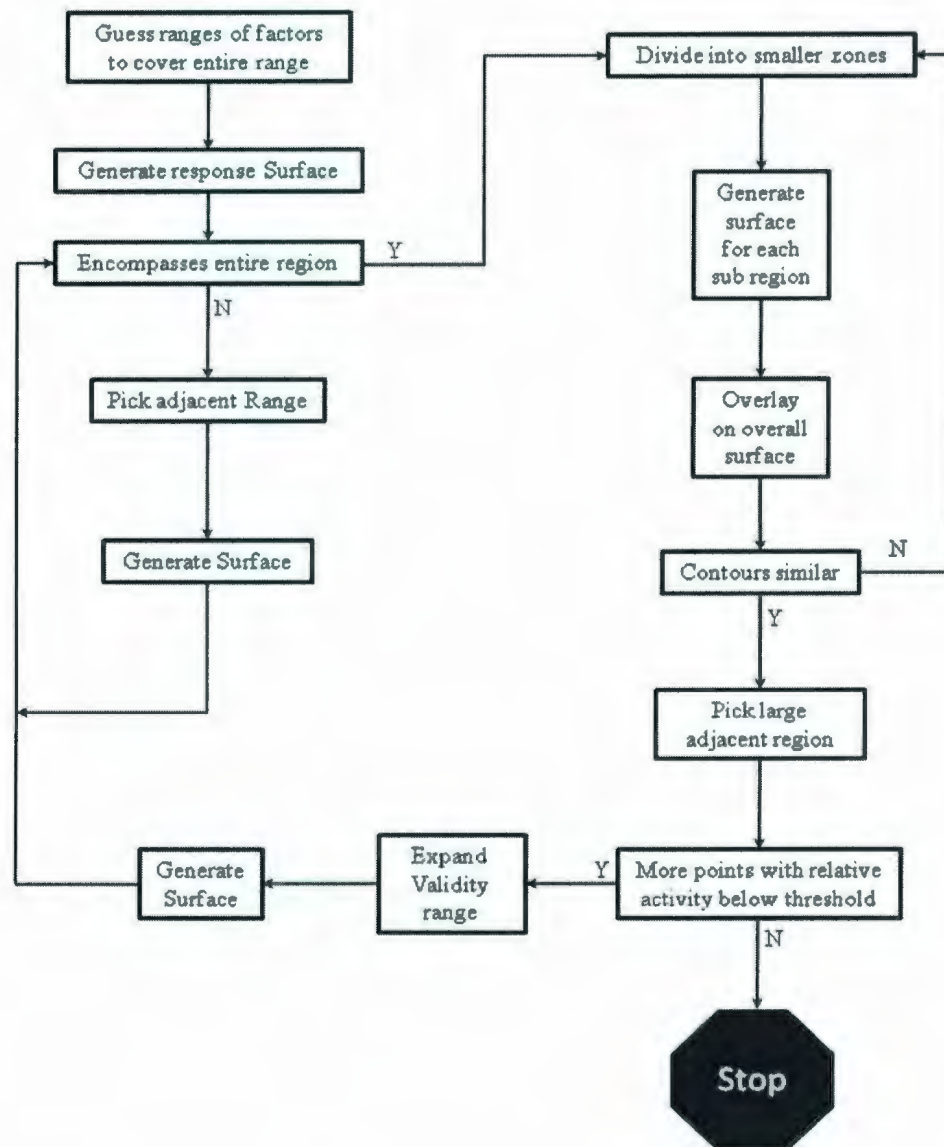 Guess ranges of factors
to cover entire range
Generate response Surface
Encompasses entire region
Y
N
Pick adjacent Range
Generate Surface
Divide into smaller zones
Generate
surface
for each
sub region
Overlay
on overall
surface
Contours similar
N
Y
Pick large
adjacent region
More points with relative
activity below threshold
Y
N
Expand
Validity
range
Generate
Surface
Stop